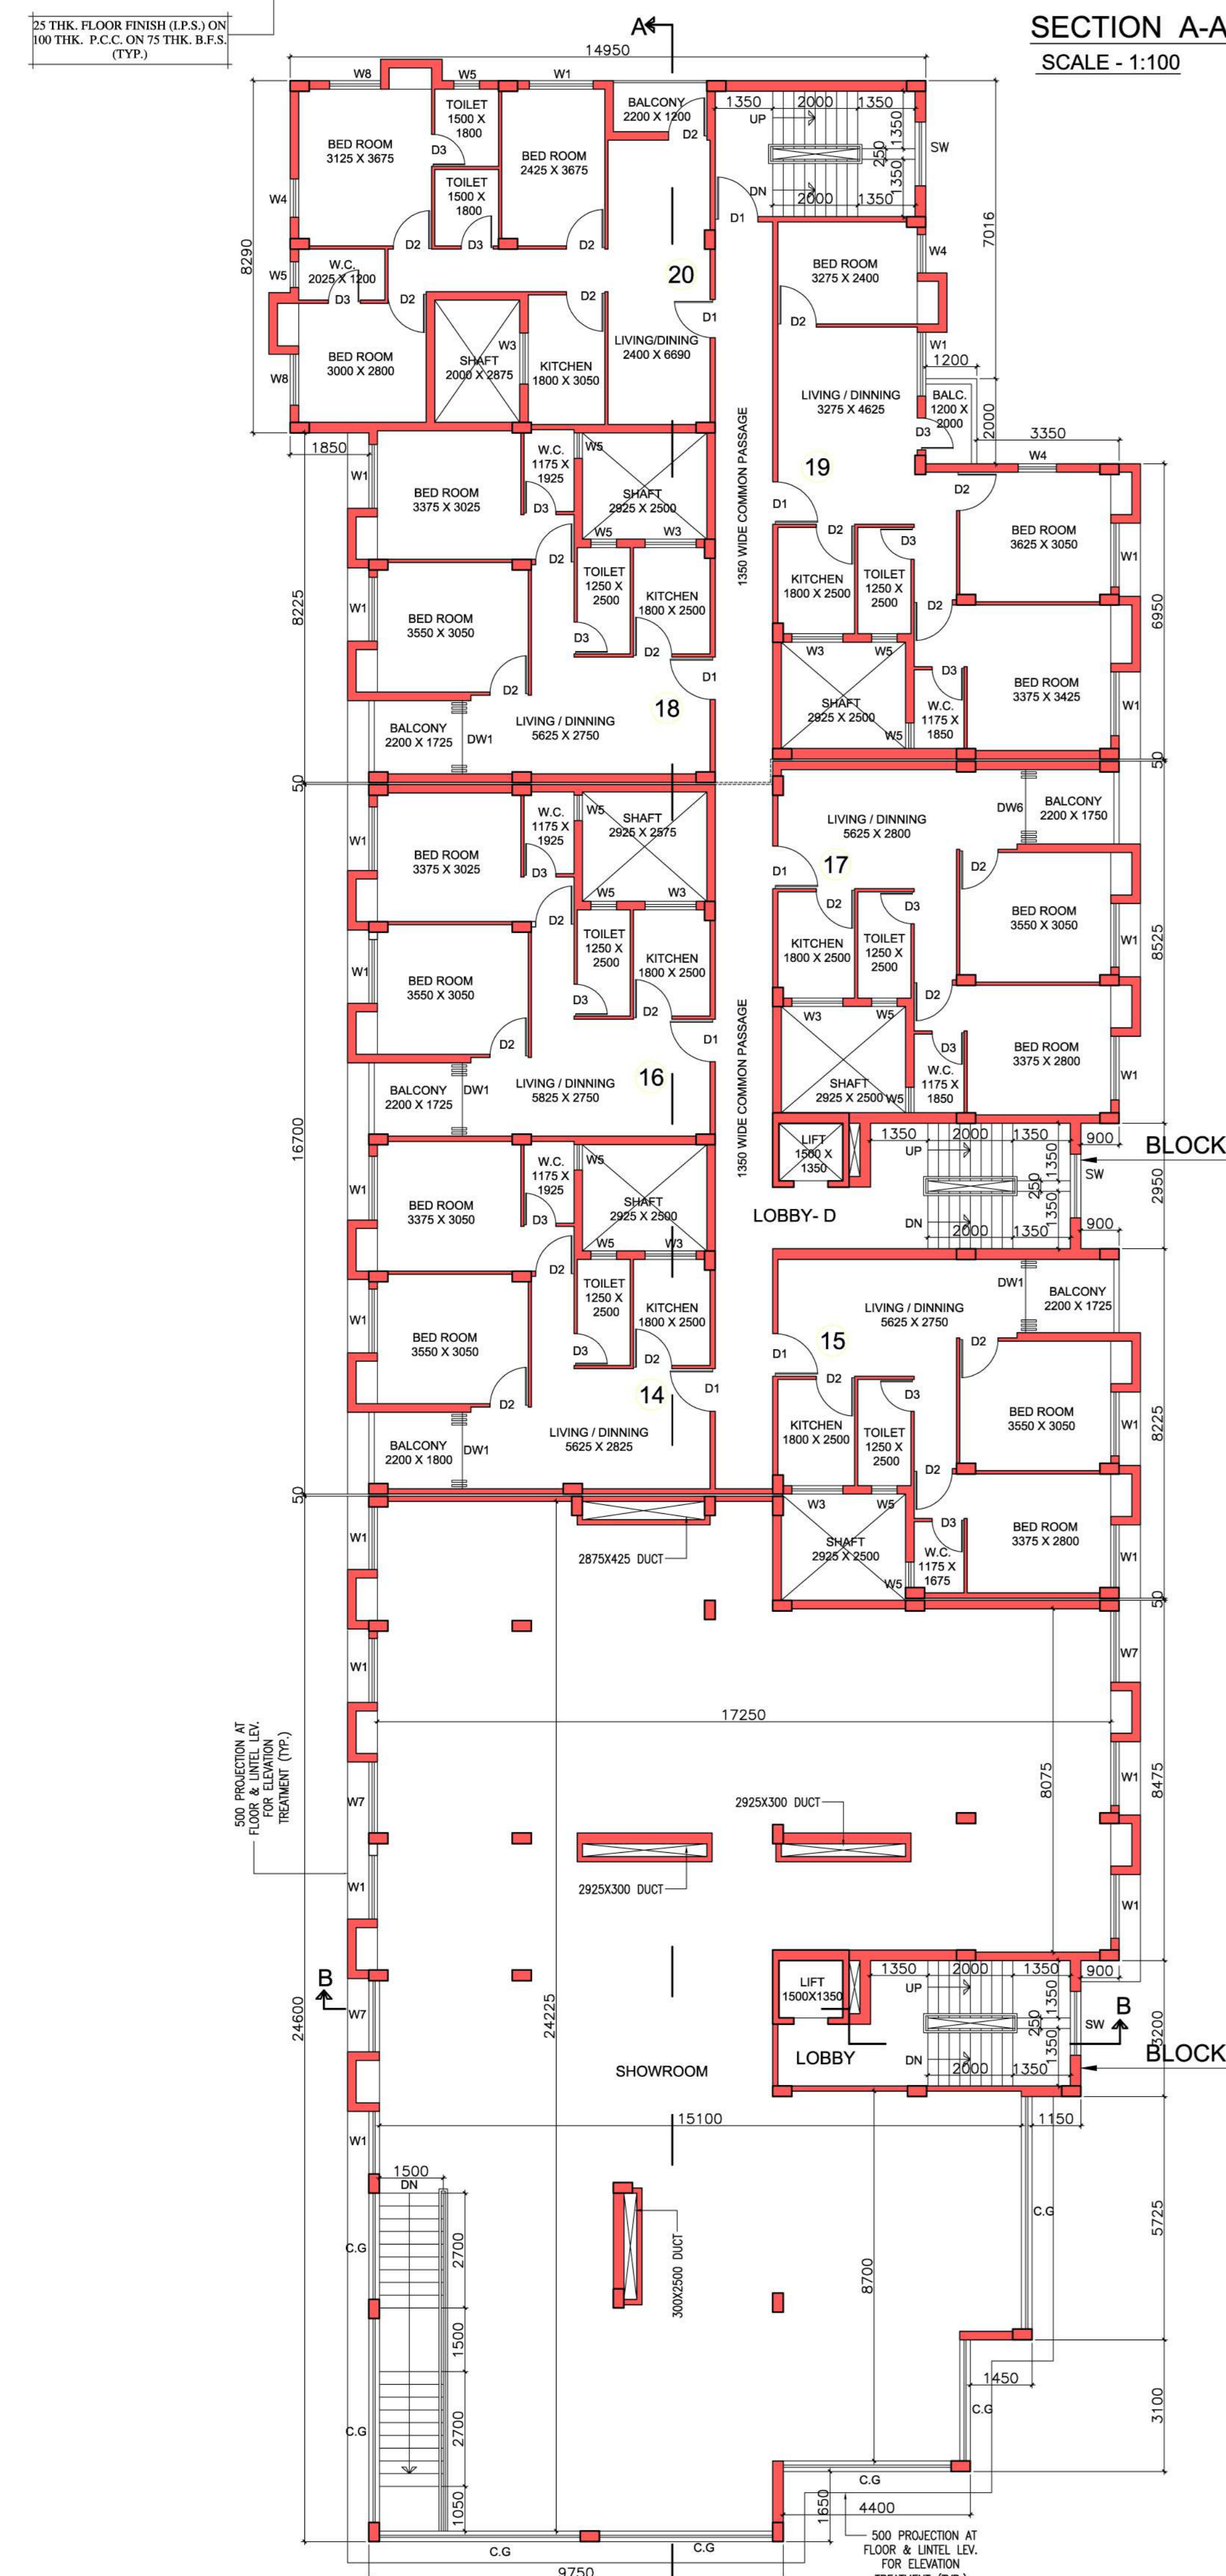 25 THK. FLOOR FINISH (I.P.S.) ON
100 THK. P.C.C. ON 75 THK. B.F.S.
(TYP.)
SECTION A-A
SCALE - 1:100
A
14950
W8
W5
W1
BED ROOM
3125 X 3675
TOILET
1500 X
1800
BED ROOM
2425 X 3675
BALCONY
2200 X 1200
1350
2000
1350
UP
1350
250
1350
SW
D2
D3
TOILET
1500 X
1800
DN
2000
1350
D1
7016
W4
8290
D2
D3
D2
W.C.
2025 X 1200
W5
D3
D2
20
D2
BED ROOM
3275 X 2400
W4
D2
D1
BED ROOM
3000 X 2800
W8
SHAFT
2000 X 2875
W3
KITCHEN
1800 X 3050
LIVING/DINING
2400 X 6690
W1
1200
LIVING / DINNING
3275 X 4625
BALC.
1200 X
2000
D3
2000
3350
W4
1850
W1
BED ROOM
3375 X 3025
W.C.
1175 X
1925
W5
SHAFT
2925 X 2500
D3
W5
W3
1350 WIDE COMMON PASSAGE
19
D1
D2
BED ROOM
3625 X 3050
W1
D2
D3
8225
D2
W1
BED ROOM
3550 X 3050
TOILET
1250 X
2500
KITCHEN
1800 X 2500
D3
D2
KITCHEN
1800 X 2500
TOILET
1250 X
2500
D2
6950
W3
W5
D3
BED ROOM
3375 X 3425
W1
D2
D1
18
SHAFT
2925 X 2500
W5
W.C.
1175 X
1850
BALCONY
2200 X 1725
DW1
LIVING / DINNING
5625 X 2750
50
50
W1
BED ROOM
3375 X 3025
W.C.
1175 X
1925
W5
SHAFT
2925 X 2575
D3
W5
W3
LIVING / DINNING
5625 X 2800
DW6
BALCONY
2200 X 1750
D1
17
D2
D2
D3
BED ROOM
3550 X 3050
W1
8525
D2
W1
BED ROOM
3550 X 3050
TOILET
1250 X
2500
KITCHEN
1800 X 2500
D3
D2
KITCHEN
1800 X 2500
TOILET
1250 X
2500
D2
1350 WIDE COMMON PASSAGE
D2
D1
16
W3
W5
D3
BED ROOM
3375 X 2800
W1
SHAFT
2925 X 2500
W5
W.C.
1175 X
1850
BALCONY
2200 X 1725
DW1
LIVING / DINNING
5825 X 2750
16700
W1
BED ROOM
3375 X 3050
W.C.
1175 X
1925
W5
SHAFT
2925 X 2500
D3
W5
W3
LIFT
1500 X
1350
1350
2000
1350
UP
1350
250
1350
900
SW
BLOCK
2950
LOBBY- D
DN
2000
1350
900
D2
W1
BED ROOM
3550 X 3050
TOILET
1250 X
2500
KITCHEN
1800 X 2500
D3
D2
D2
D1
14
LIVING / DINNING
5625 X 2750
DW1
BALCONY
2200 X 1725
D1
15
D2
D2
D3
BED ROOM
3550 X 3050
W1
8225
BALCONY
2200 X 1800
DW1
LIVING / DINNING
5625 X 2825
KITCHEN
1800 X 2500
TOILET
1250 X
2500
D2
50
W3
W5
D3
BED ROOM
3375 X 2800
W1
SHAFT
2925 X 2500
W5
W.C.
1175 X
1675
50
W1
2875X425 DUCT
W1
W7
17250
500 PROJECTION AT
FLOOR & LINTEL LEV.
FOR ELEVATION
TREATMENT (TYP.)
W7
W1
2925X300 DUCT
2925X300 DUCT
8075
W1
8475
W1
B
W7
24600
24225
LIFT
1500X1350
1350
2000
1350
900
UP
1350
250
1350
SW
B
3200
LOBBY
DN
2000
1350
BLOCK
SHOWROOM
15100
1150
W1
1500
DN
C.G
2700
1500
2700
1050
C.G
300X2500 DUCT
8700
C.G
5725
1450
C.G
3100
C.G
1650
4400
C.G
C.G
9750
500 PROJECTION AT
FLOOR & LINTEL LEV.
FOR ELEVATION
TREATMENT (TYP.)